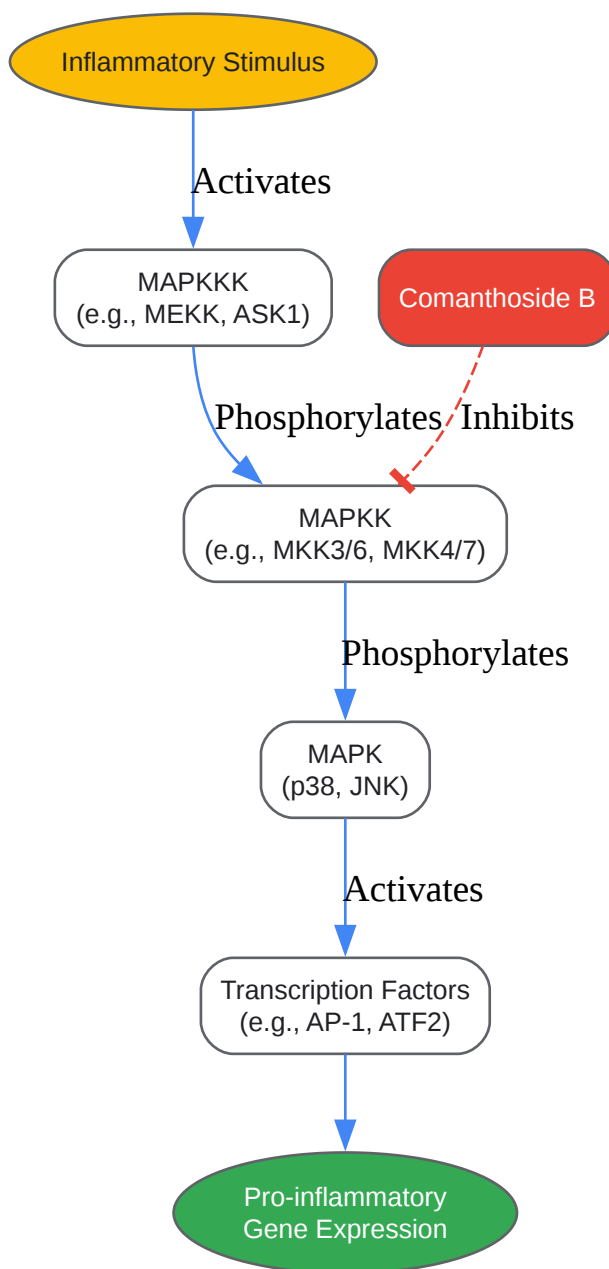 Inflammatory Stimulus
Activates
MAPKKK
(e.g., MEKK, ASK1)
Comanthoside B
Phosphorylates
Inhibits
MAPKK
(e.g., MKK3/6, MKK4/7)
Phosphorylates
MAPK
(p38, JNK)
Activates
Transcription Factors
(e.g., AP-1, ATF2)
Pro-inflammatory
Gene Expression